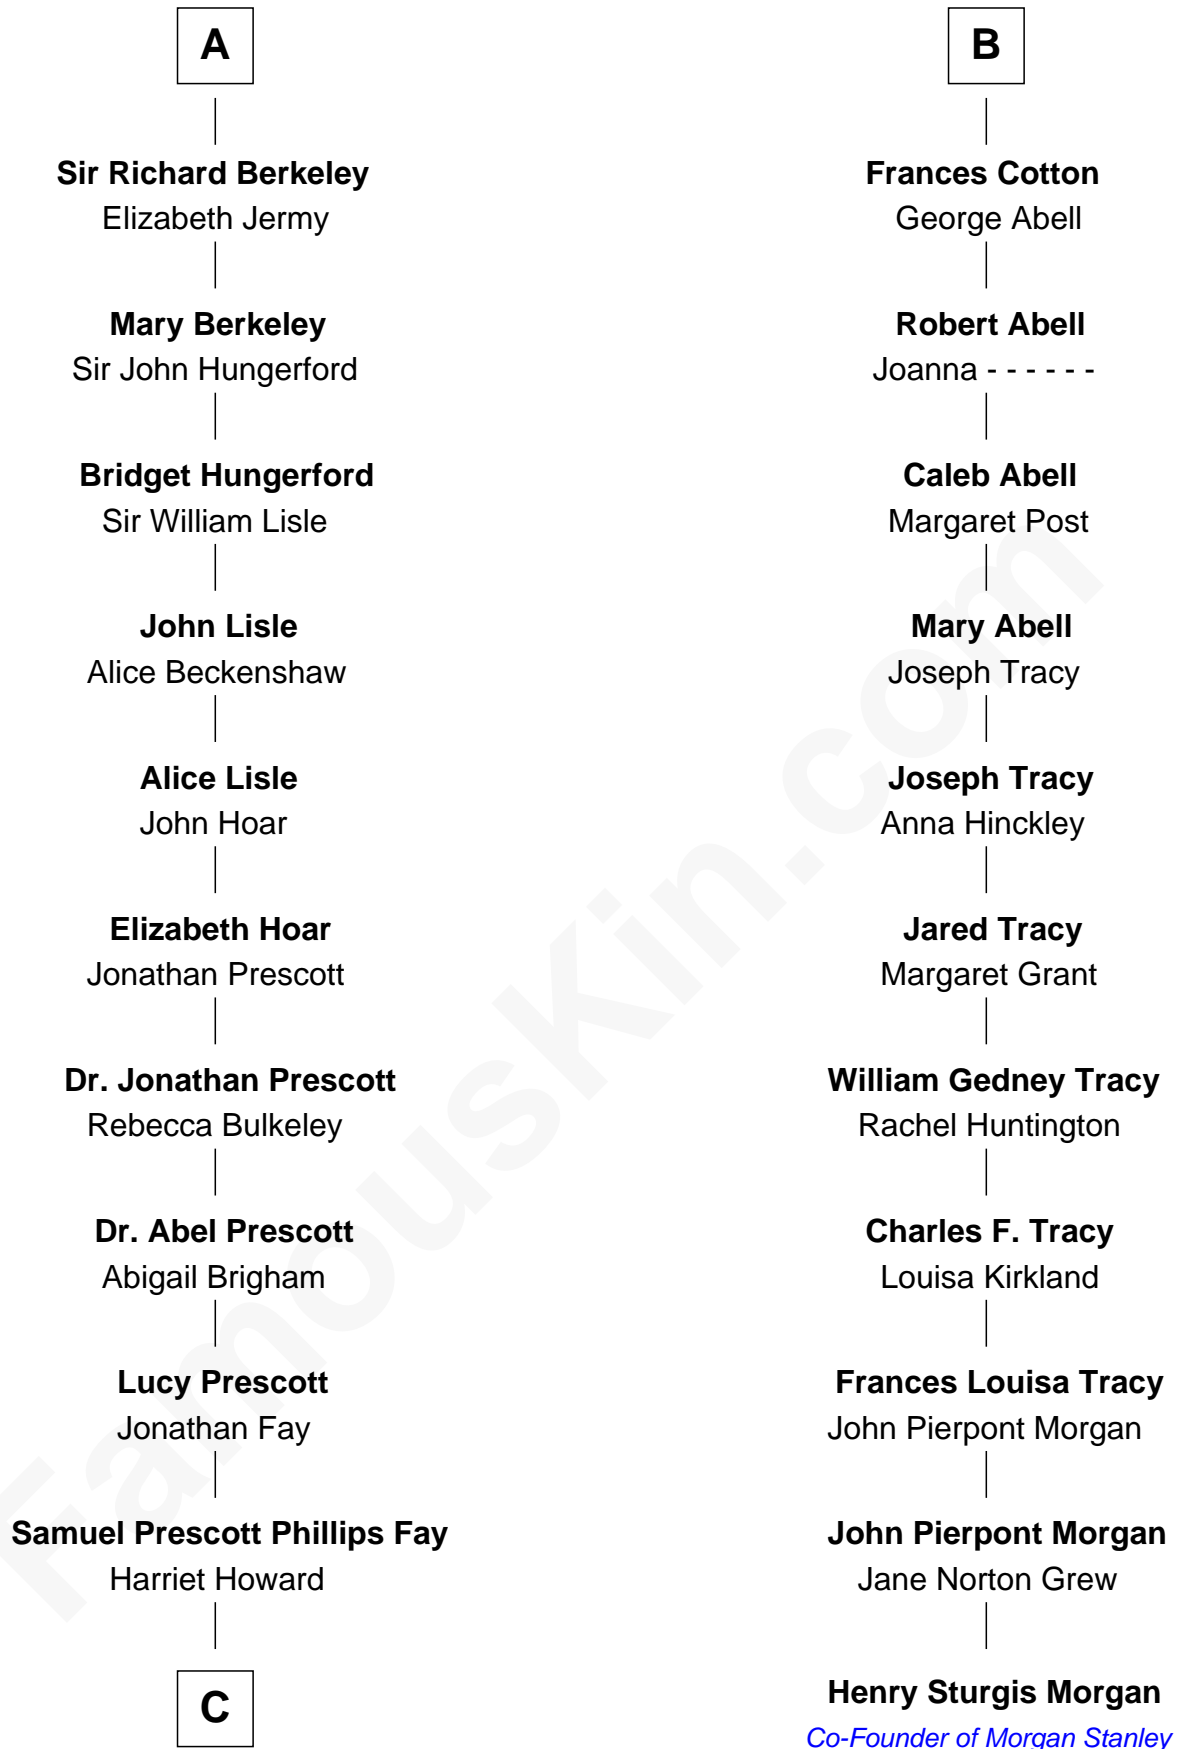 A
Sir Richard Berkeley
Elizabeth Jermy
Mary Berkeley
Sir John Hungerford
Bridget Hungerford
Sir William Lisle
John Lisle
Alice Beckenshaw
Alice Lisle
John Hoar
Elizabeth Hoar
Jonathan Prescott
Dr. Jonathan Prescott
Rebecca Bulkeley
Dr. Abel Prescott
Abigail Brigham
Lucy Prescott
Jonathan Fay
Samuel Prescott Phillips Fay
Harriet Howard
C
B
Frances Cotton
George Abell
Robert Abell
Joanna - - - - - -
Caleb Abell
Margaret Post
Mary Abell
Joseph Tracy
Joseph Tracy
Anna Hinckley
Jared Tracy
Margaret Grant
William Gedney Tracy
Rachel Huntington
Charles F. Tracy
Louisa Kirkland
Frances Louisa Tracy
John Pierpont Morgan
John Pierpont Morgan
Jane Norton Grew
Henry Sturgis Morgan
Co-Founder of Morgan Stanley
FamousKin.com